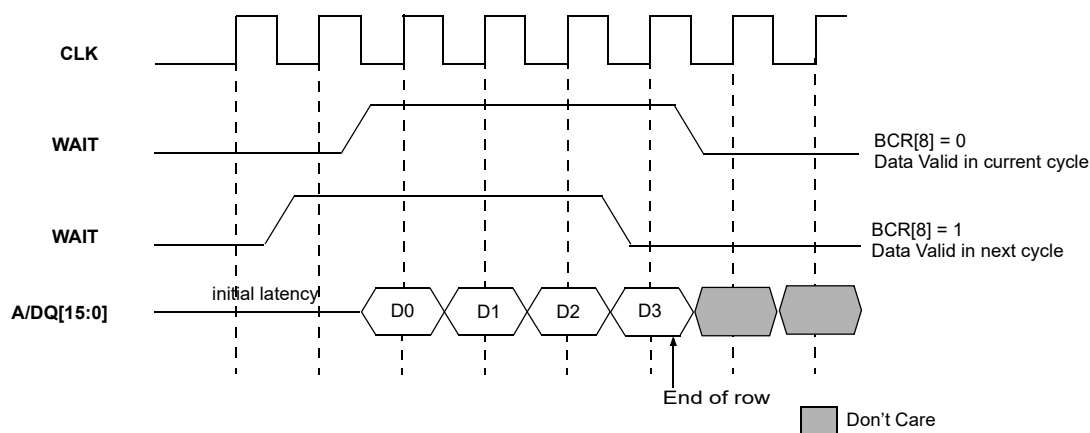 CLK
WAIT
BCR[8] = 0
Data Valid in current cycle
WAIT
BCR[8] = 1
Data Valid in next cycle
initial latency
A/DQ[15:0]
D0
D1
D2
D3
End of row
Don't Care